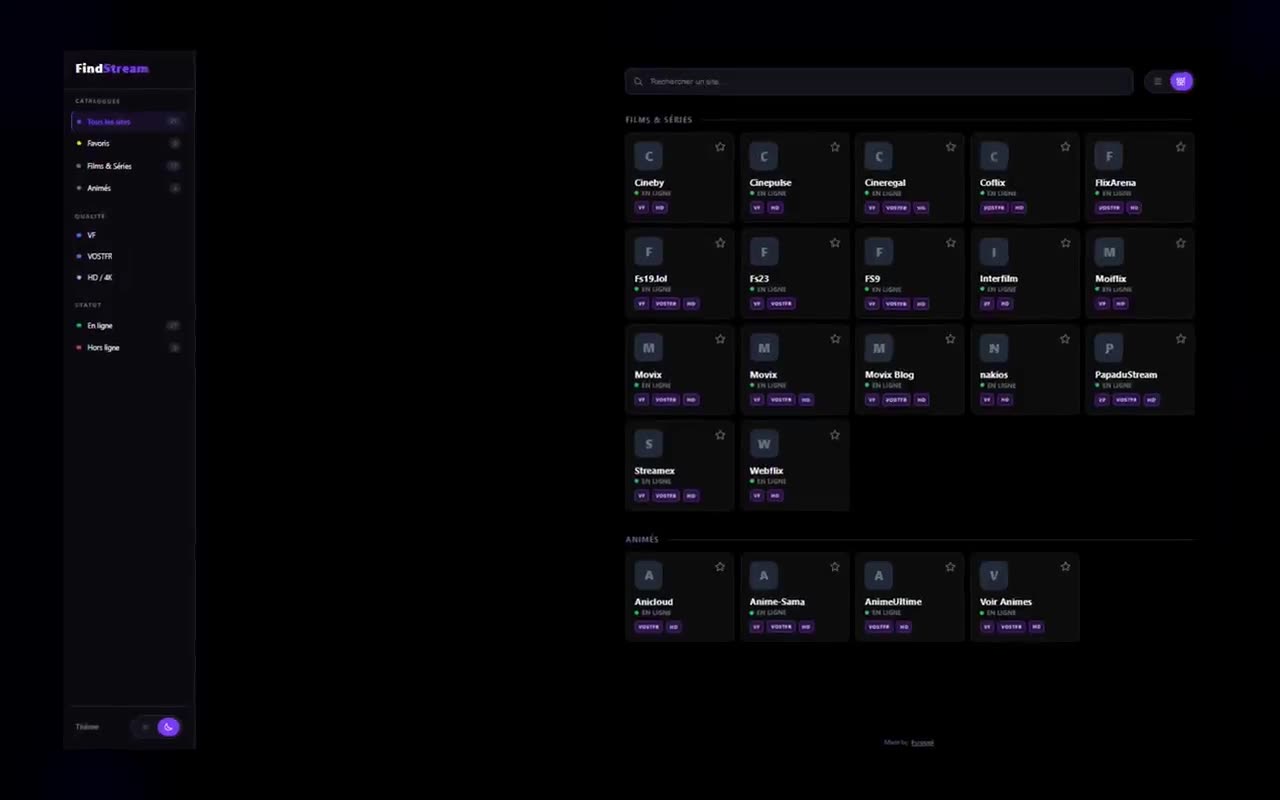 FindStream
CATALOGUES
Tous les sites
Favoris
Films & Séries
Animés
QUALITÉ
VF
VOSTFR
HD / 4K
STATUT
En ligne
Hors ligne
Thème
Rechercher un site...
FILMS & SÉRIES
C C C C F
Cineby Cinepulse Cineregal Coflix FlixArena
EN LIGNE EN LIGNE EN LIGNE EN LIGNE EN LIGNE
VF HD VF HD VF VOSTFR VOSTFR HD VOSTFR HD
F F F I M
Fs19.lol Fs23 FS9 Interfilm Moiflix
EN LIGNE EN LIGNE EN LIGNE EN LIGNE EN LIGNE
VF VOSTFR HD VF VOSTFR VF VOSTFR HD VF HD VF HD
M M M N P
Movix Movix Movix Blog nakios PapaduStream
EN LIGNE EN LIGNE EN LIGNE EN LIGNE EN LIGNE
VF VOSTFR HD VF VOSTFR HD VF VOSTFR HD VF HD VF VOSTFR HD
S W
Streamex Webflix
EN LIGNE EN LIGNE
VF VOSTFR HD VF HD
ANIMÉS
A A A V
Anicloud Anime-Sama AnimeUltime Voir Animes
EN LIGNE EN LIGNE EN LIGNE EN LIGNE
VOSTFR HD VF VOSTFR HD VOSTFR HD VF VOSTFR HD
Made by